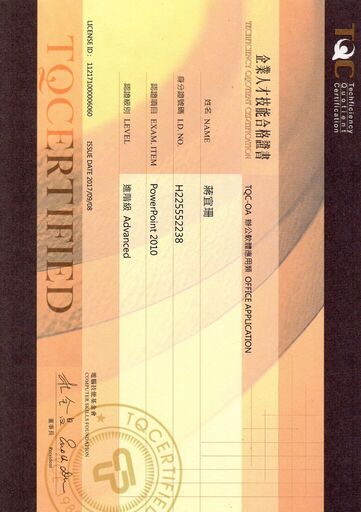 TQC Techficiency
Quotient
Certification
企業人才技能合格證書
TECHFICIENCY QUOTIENT CERTIFICATION
TQC-OA 辦公軟體應用類 OFFICE APPLICATION
姓名 NAME 蔣宜珊
身分證號碼 I.D. NO. H225552238
認證項目 EXAM. ITEM PowerPoint 2010
認證級別 LEVEL 進階級 Advanced
TQCERTIFIED
LICENSE ID : 112171000006060 ISSUE DATE 2017/09/08
電腦技能基金會
COMPUTER SKILLS FOUNDATION
董事長 President
TQCERTIFIED